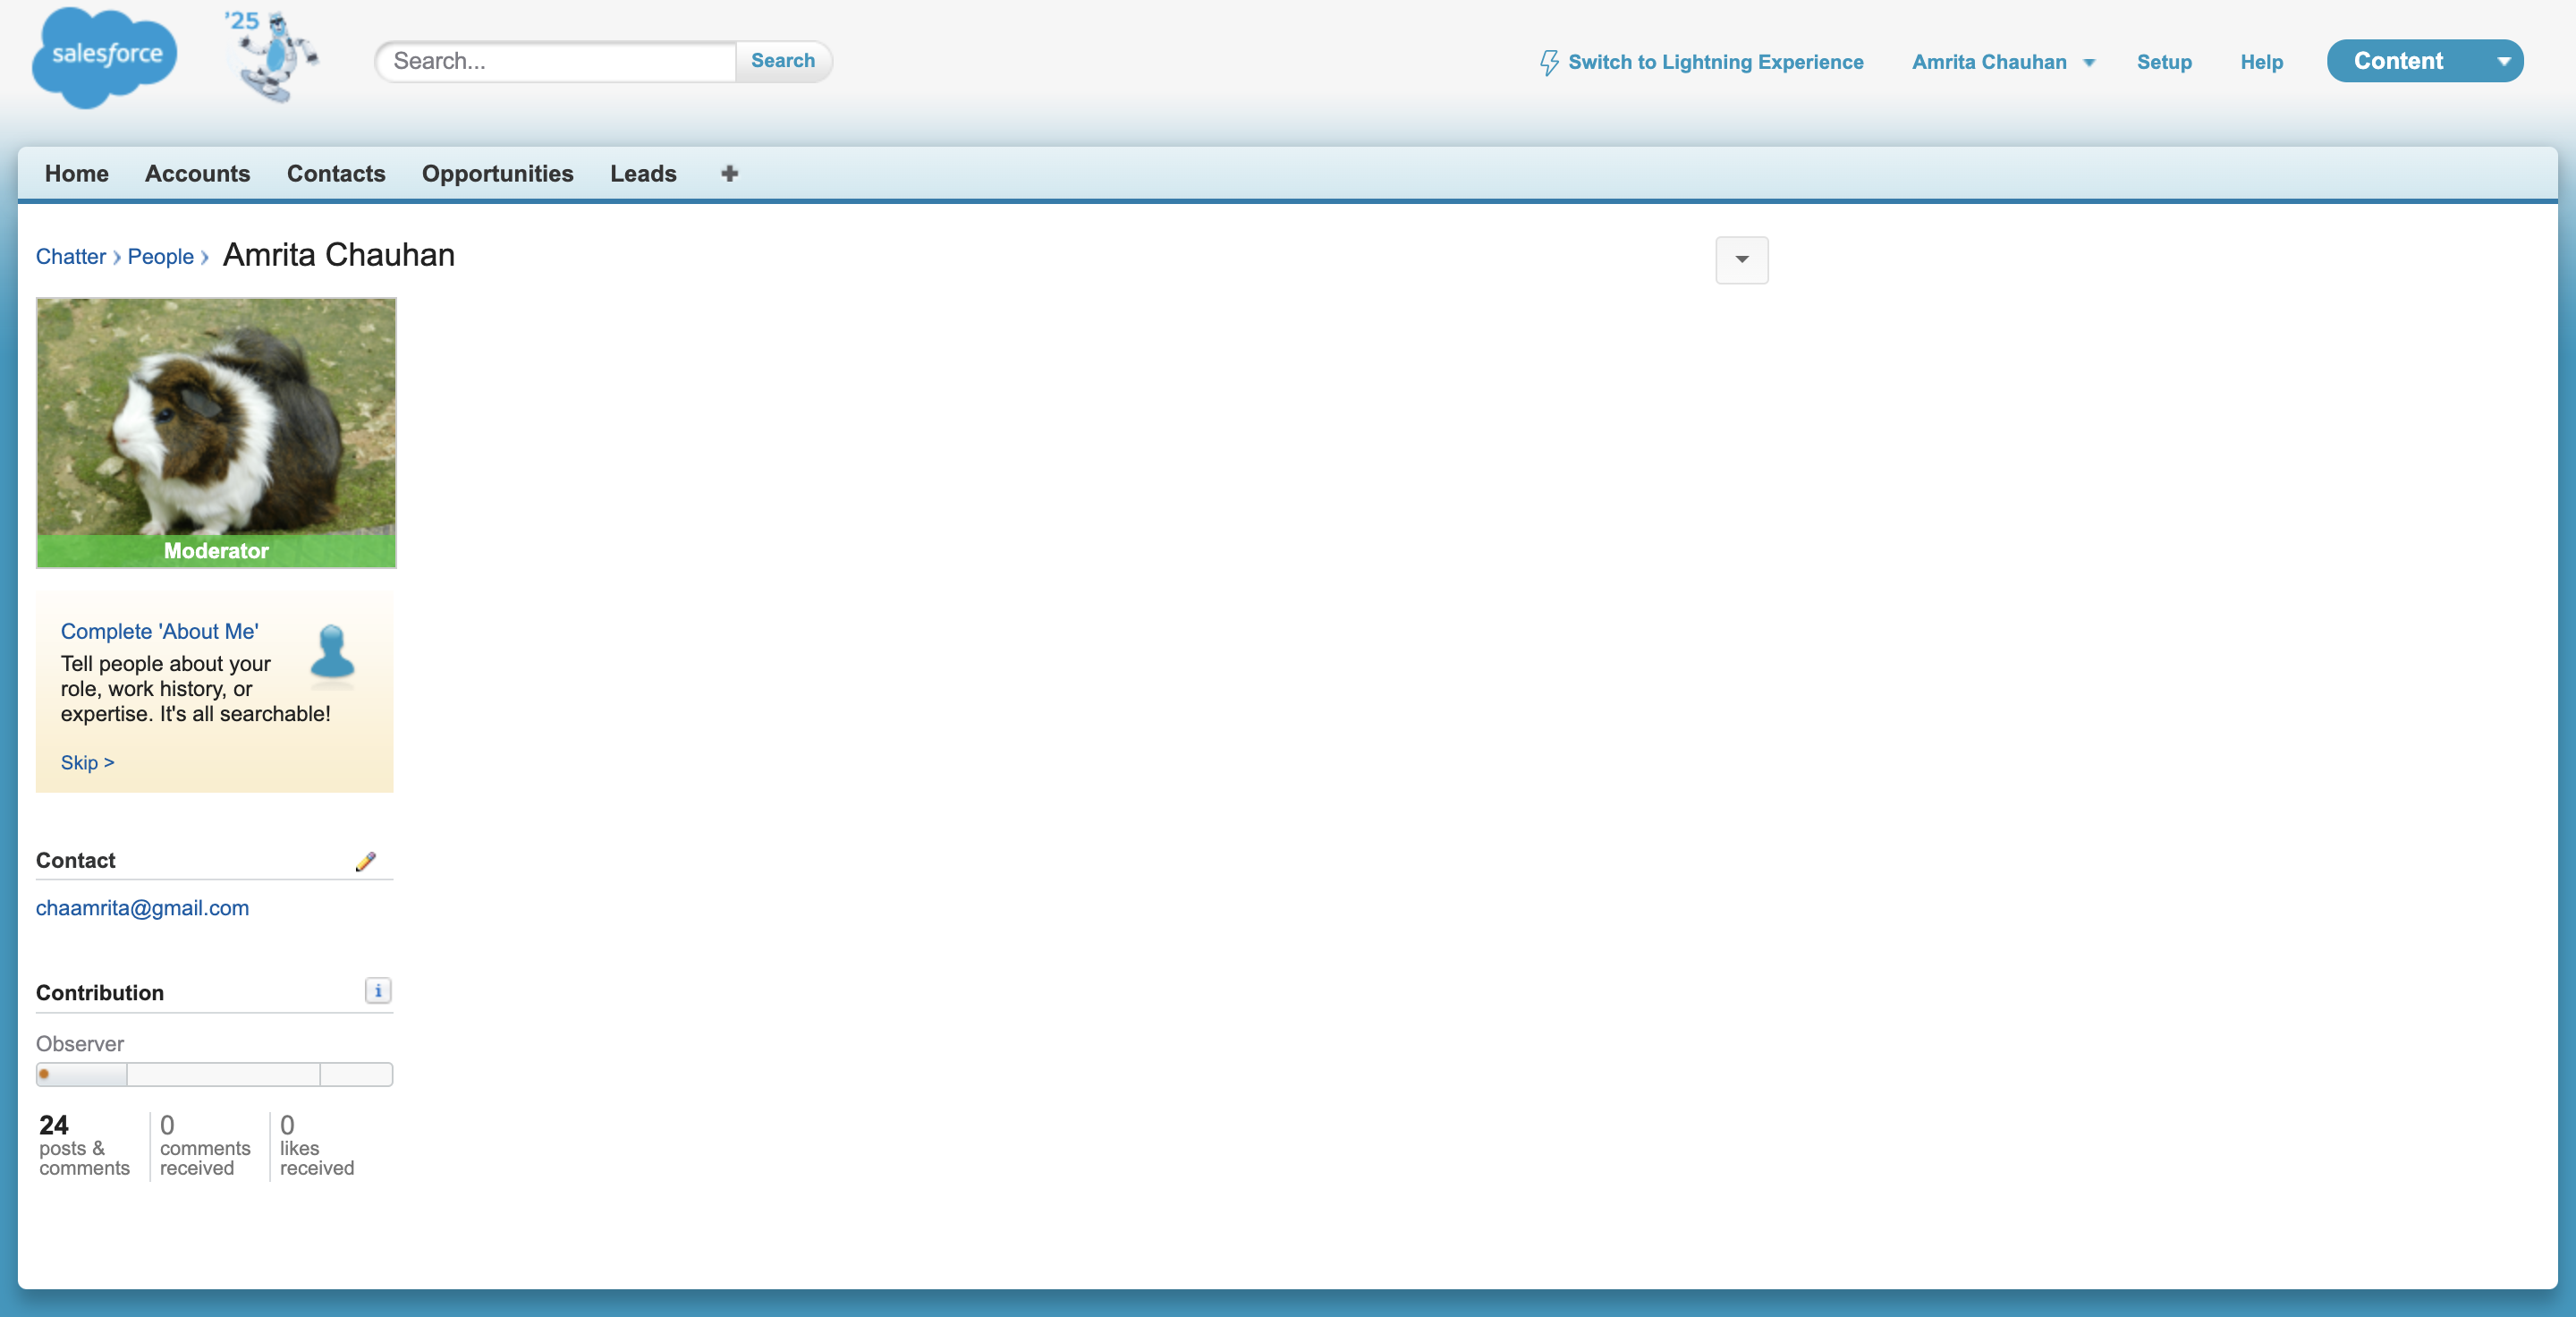 salesforce
'25
Search...
Search
Switch to Lightning Experience
Amrita Chauhan
Setup
Help
Content
Home
Accounts
Contacts
Opportunities
Leads
Chatter
People
Amrita Chauhan
Moderator
Complete 'About Me'
Tell people about your
role, work history, or
expertise. It's all searchable!
Skip >
Contact
chaamrita@gmail.com
Contribution
i
Observer
24
posts &
comments
0
comments
received
0
likes
received